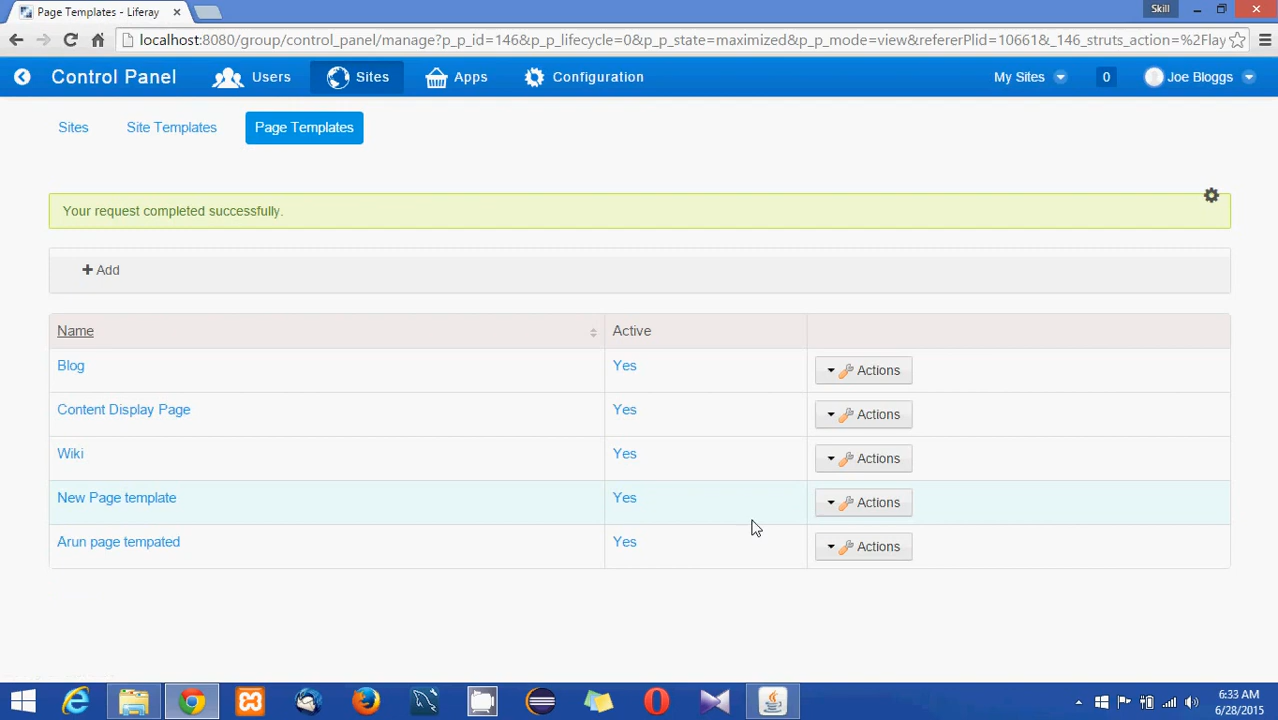 Page Templates - Liferay
Skill
localhost:8080/group/control_panel/manage?p_p_id=146&p_p_lifecycle=0&p_p_state=maximized&p_p_mode=view&refererPlid=10661&_146_struts_action=%2Flay
Control Panel Users Sites Apps Configuration My Sites 0 Joe Bloggs
Sites Site Templates Page Templates
Your request completed successfully.
+ Add
Name Active
Blog Yes Actions
Content Display Page Yes Actions
Wiki Yes Actions
New Page template Yes Actions
Arun page tempated Yes Actions
6:33 AM
6/28/2015